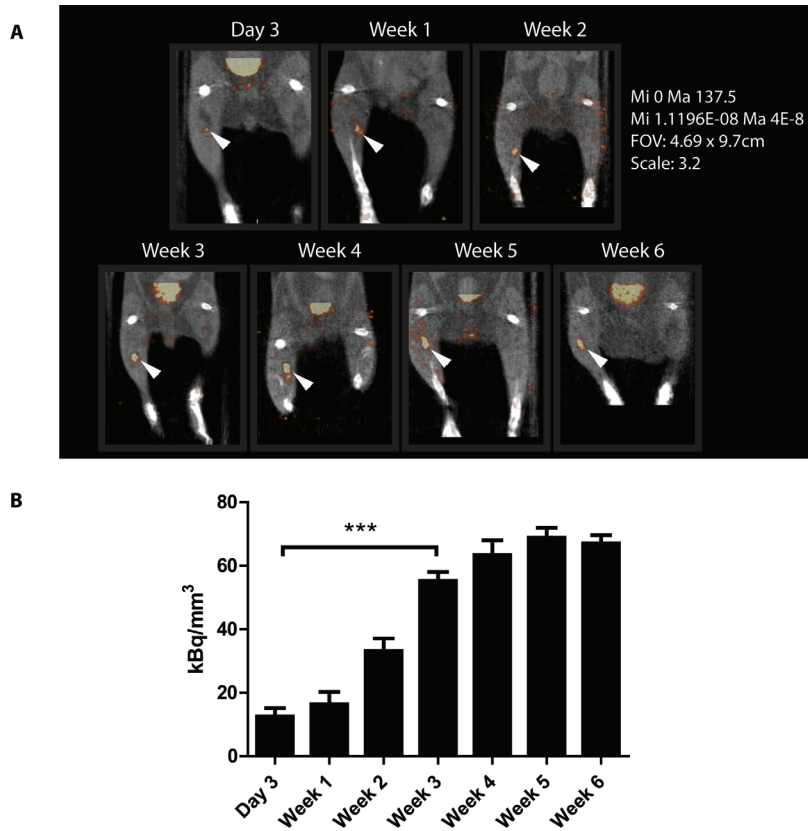 A
Day 3
Week 1
Week 2
Mi 0 Ma 137.5
Mi 1.1196E-08 Ma 4E-8
FOV: 4.69 x 9.7cm
Scale: 3.2
Week 3
Week 4
Week 5
Week 6
B
kBq/mm³
80
60
40
20
0
***
Day 3
Week 1
Week 2
Week 3
Week 4
Week 5
Week 6